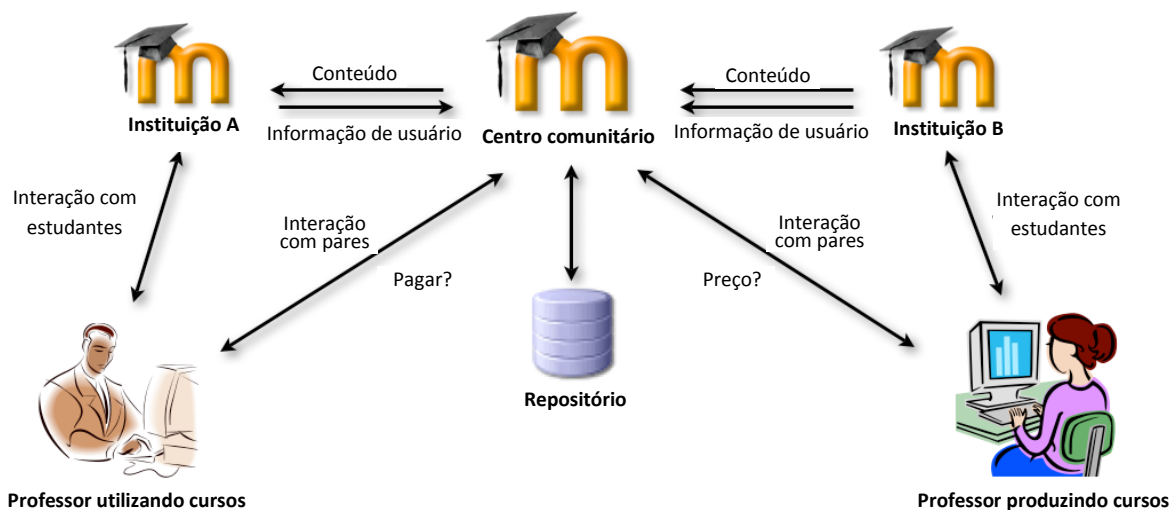 Conteúdo
Conteúdo
Instituição A
Informação de usuário
Centro comunitário
Informação de usuário
Instituição B
Interação com
estudantes
Interação
com pares
Interação
com pares
Interação com
estudantes
Pagar?
Preço?
Repositório
Professor utilizando cursos
Professor produzindo cursos